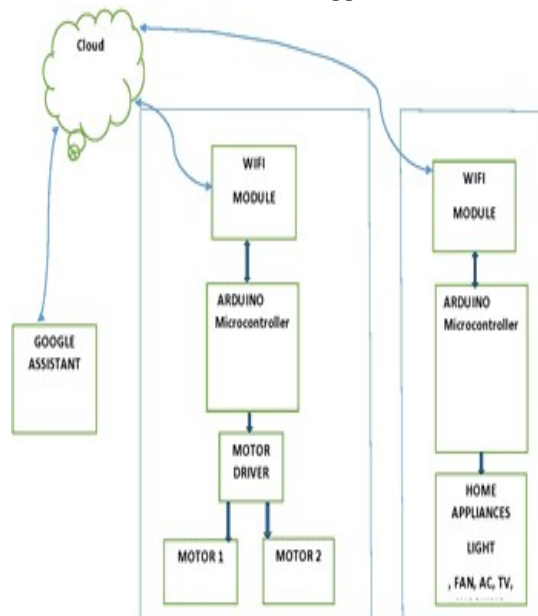 Cloud
WIFI
MODULE
ARDUINO
Microcontroller
MOTOR
DRIVER
MOTOR 1
MOTOR 2
GOOGLE
ASSISTANT
WIFI
MODULE
ARDUINO
Microcontroller
HOME
APPLIANCES
LIGHT
, FAN, AC, TV,